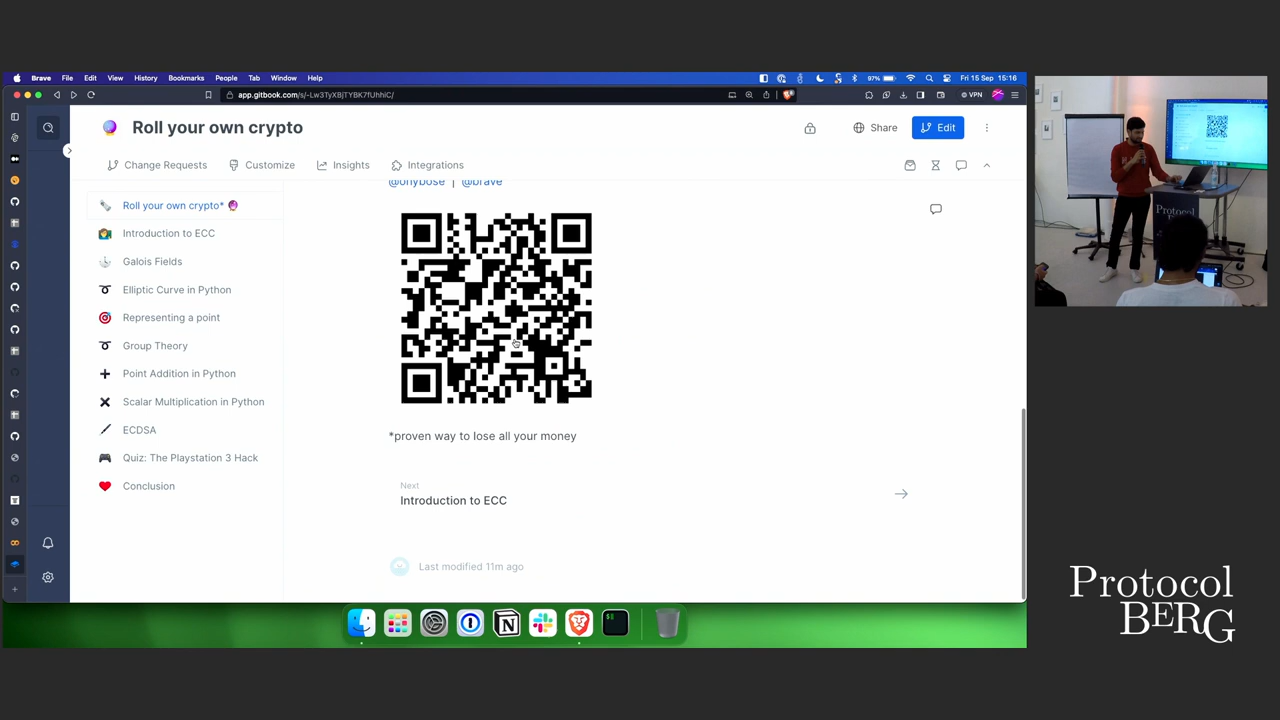 Brave File Edit View History Bookmarks People Tab Window Help
97% Fri 15 Sep 15:16
VPN
Roll your own crypto
Share
Edit
Change Requests
Customize
Insights
Integrations
@onybose | @brave
Roll your own crypto*
Introduction to ECC
Galois Fields
Elliptic Curve in Python
Representing a point
Group Theory
Point Addition in Python
Scalar Multiplication in Python
ECDSA
Quiz: The Playstation 3 Hack
Conclusion
*proven way to lose all your money
Next
Introduction to ECC
Last modified 11m ago
Protocol
BERG